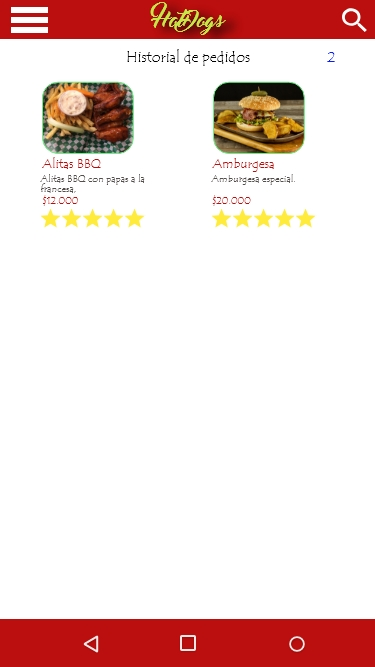 HotDogs
Historial de pedidos 2
Alitas BBQ
Alitas BBQ con papas a la
francesa,
$12.000
Amburgesa
Amburgesa especial.
$20.000